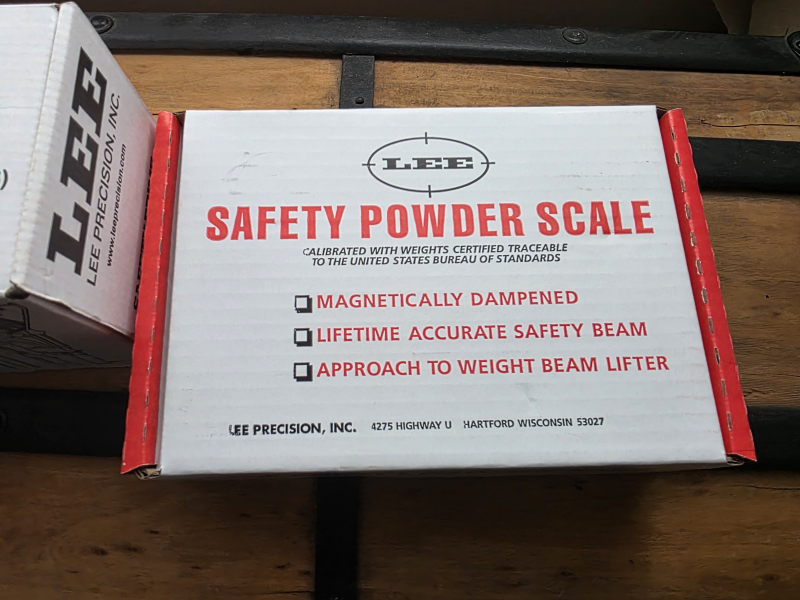 LEE
LEE PRECISION, INC.
www.leeprecision.com
LEE
SAFETY POWDER SCALE
CALIBRATED WITH WEIGHTS CERTIFIED TRACEABLE
TO THE UNITED STATES BUREAU OF STANDARDS
MAGNETICALLY DAMPENED
LIFETIME ACCURATE SAFETY BEAM
APPROACH TO WEIGHT BEAM LIFTER
LEE PRECISION, INC. 4275 HIGHWAY U HARTFORD WISCONSIN 53027